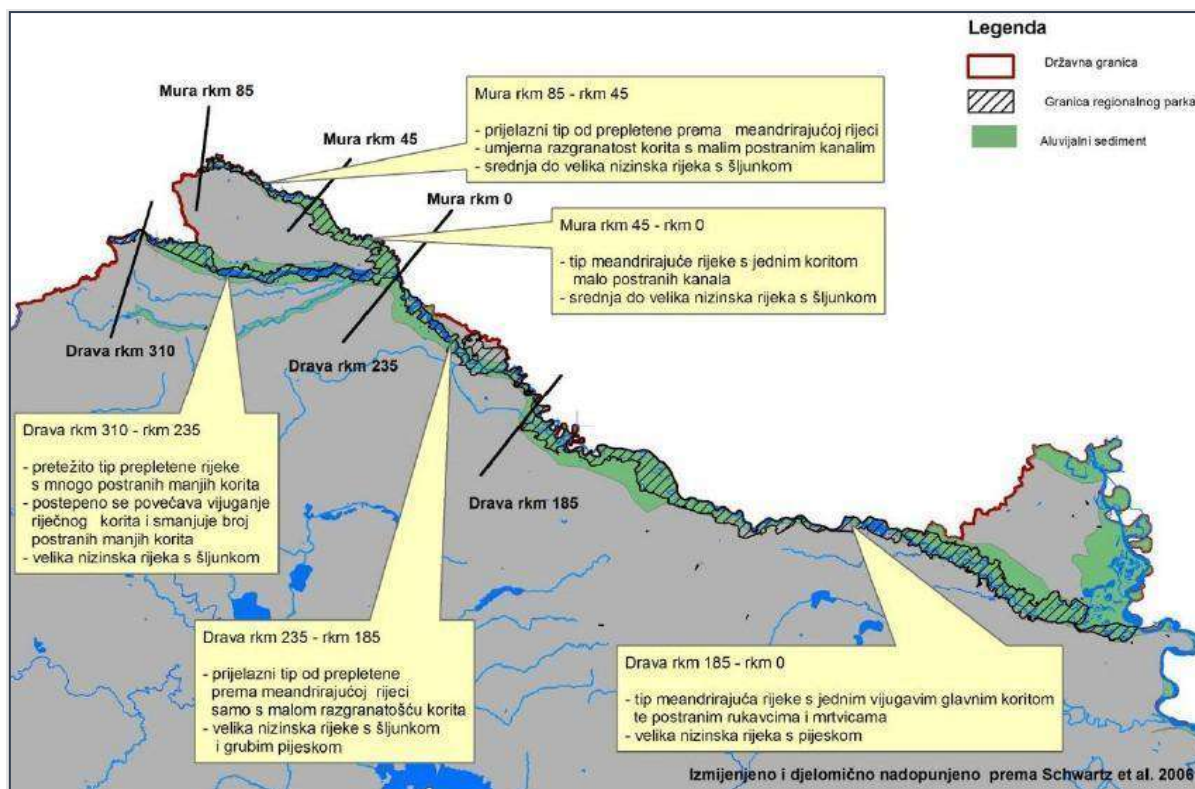 Legenda
Državna granica
Granica regionalnog parka
Aluvijalni sediment
Mura rkm 85
Mura rkm 45
Mura rkm 0
Mura rkm 85 - rkm 45
- prijelazni tip od prepletene prema meandrirajućoj rijeci
- umjerna razgranatost korita s malim postranim kanalim
- srednja do velika nizinska rijeka s šljunkom
Mura rkm 45 - rkm 0
- tip meandrirajuće rijeke s jednim koritom
malo postranih kanala
- srednja do velika nizinska rijeka s šljunkom
Drava rkm 310
Drava rkm 235
Drava rkm 185
Drava rkm 310 - rkm 235
- pretežito tip prepletene rijeke
s mnogo postranih manjih korita
- postepeno se povećava vijuganje
riječnog korita i smanjuje broj
postranih manjih korita
- velika nizinska rijeka s šljunkom
Drava rkm 235 - rkm 185
- prijelazni tip od prepletene
prema meandrirajućoj rijeci
samo s malom razgranatošću korita
- velika nizinska rijeke s šljunkom
i grubim pijeskom
Drava rkm 185 - rkm 0
- tip meandrirajuća rijeke s jednim vijugavim glavnim koritom
te postranim rukavcima i mrtvicama
- velika nizinska rijeka s pijeskom
Izmijenjeno i djelomično nadopunjeno prema Schwartz et al. 2006